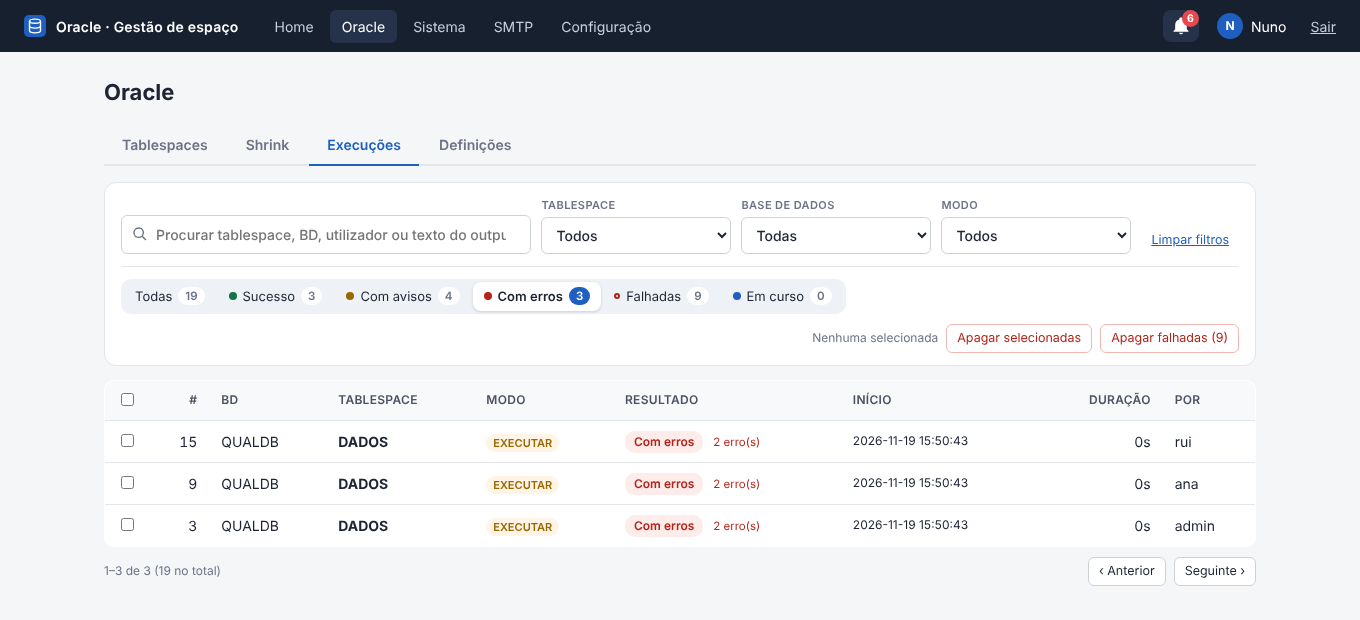 Oracle · Gestão de espaço Home Oracle Sistema SMTP Configuração 6 N Nuno Sair
Oracle
Tablespaces Shrink Execuções Definições
TABLESPACE BASE DE DADOS MODO
Procurar tablespace, BD, utilizador ou texto do outpu Todos Todas Todos Limpar filtros
Todas 19 Sucesso 3 Com avisos 4 Com erros 3 Falhadas 9 Em curso 0
Nenhuma selecionada Apagar selecionadas Apagar falhadas (9)
# BD TABLESPACE MODO RESULTADO INÍCIO DURAÇÃO POR
15 QUALDB DADOS EXECUTAR Com erros 2 erro(s) 2026-11-19 15:50:43 0s rui
9 QUALDB DADOS EXECUTAR Com erros 2 erro(s) 2026-11-19 15:50:43 0s ana
3 QUALDB DADOS EXECUTAR Com erros 2 erro(s) 2026-11-19 15:50:43 0s admin
1–3 de 3 (19 no total) ‹ Anterior Seguinte ›